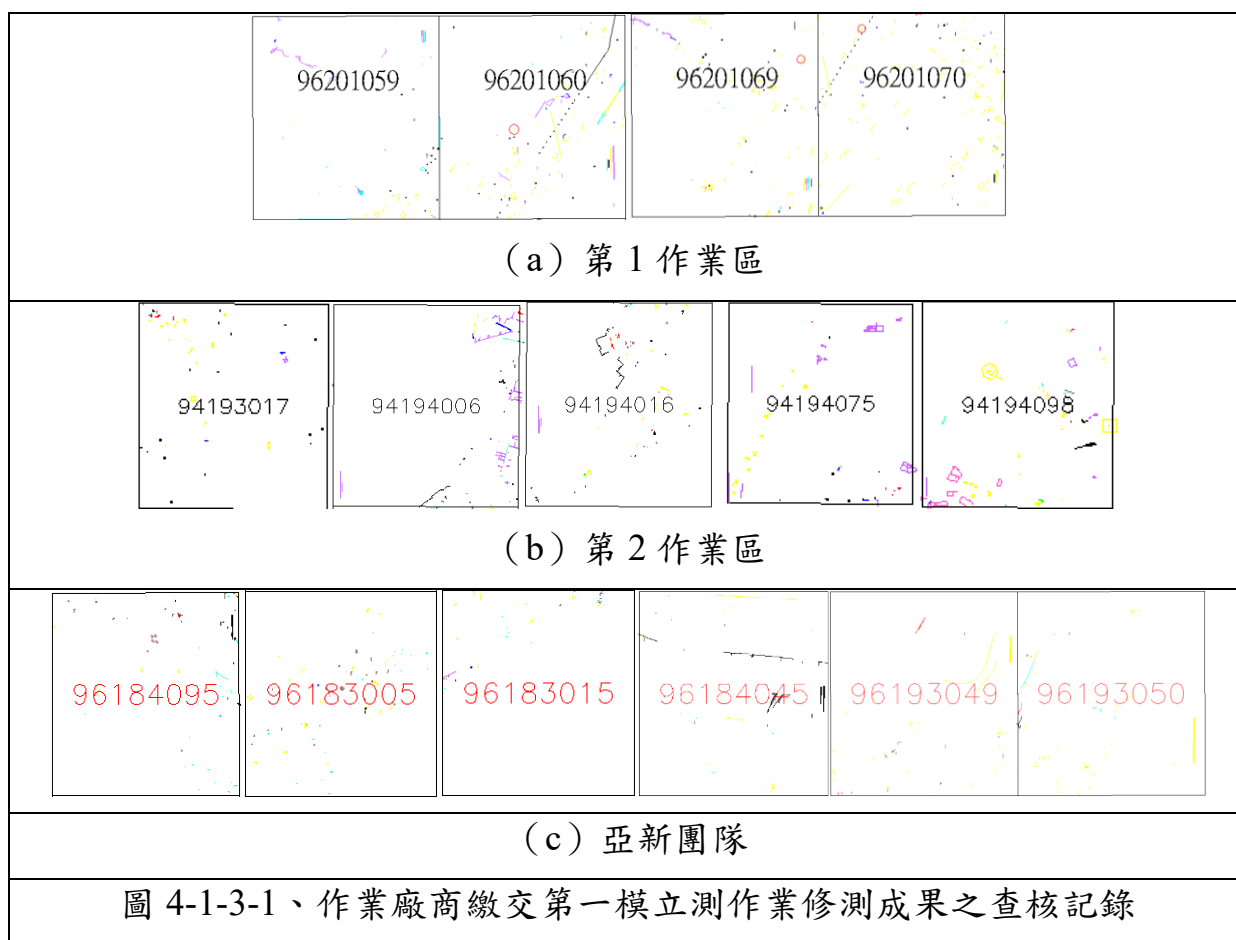 96201059 96201060 96201069 96201070
（a）第 1 作業區
94193017 94194006 94194016 94194075 94194098
（b）第 2 作業區
96184095 96183005 96183015 96184045 96193049 96193050
（c）亞新團隊
圖 4-1-3-1、作業廠商繳交第一模立測作業修測成果之查核記錄